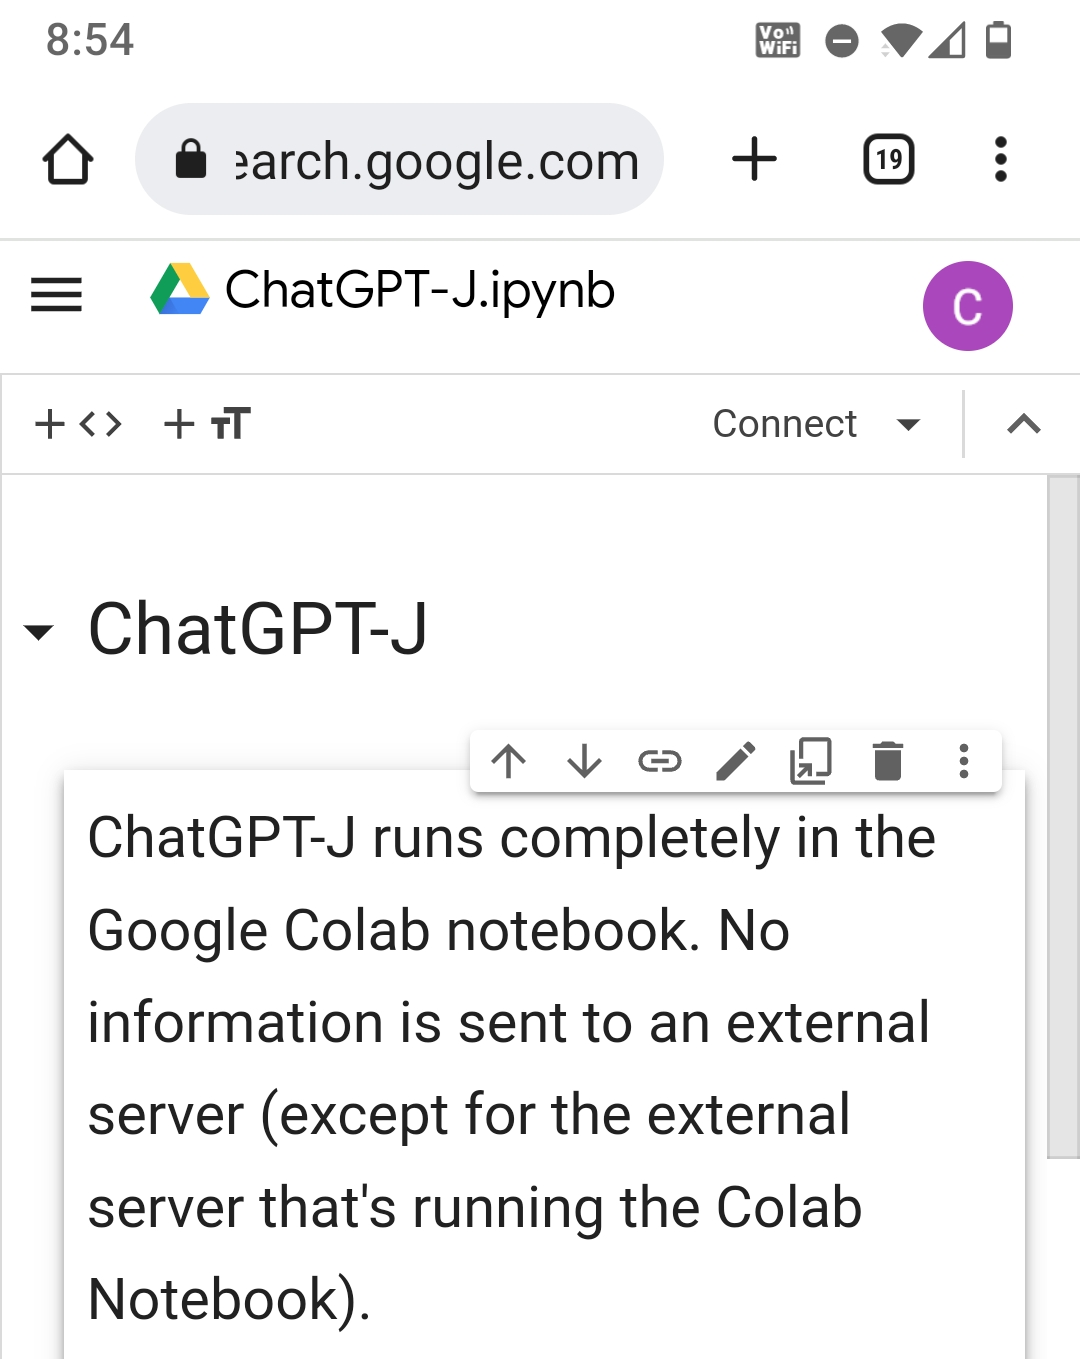 8:54
Vo
WiFi
earch.google.com
19
ChatGPT-J.ipynb
C
Connect
ChatGPT-J
ChatGPT-J runs completely in the
Google Colab notebook. No
information is sent to an external
server (except for the external
server that's running the Colab
Notebook).